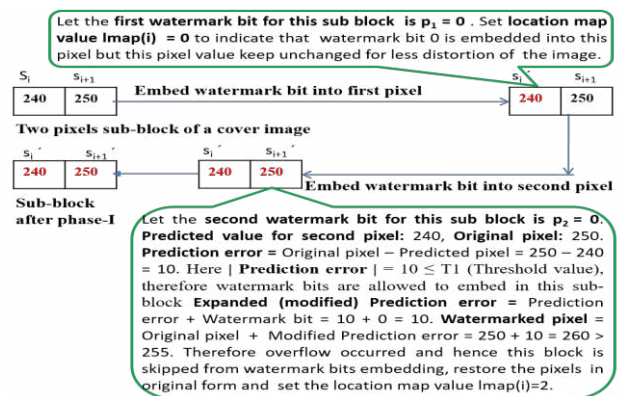 Let the first watermark bit for this sub block is p1 = 0 . Set location map
value lmap(i) = 0 to indicate that watermark bit 0 is embedded into this
pixel but this pixel value keep unchanged for less distortion of the image.
Si Si+1
240 250
Embed watermark bit into first pixel
Si´ Si+1
240 250
Two pixels sub-block of a cover image
Si´ Si+1´
240 250
Si´ Si+1´
240 250
Embed watermark bit into second pixel
Sub-block
after phase-I
Let the second watermark bit for this sub block is p2 = 0.
Predicted value for second pixel: 240, Original pixel: 250.
Prediction error = Original pixel – Predicted pixel = 250 – 240
= 10. Here | Prediction error | = 10 ≤ T1 (Threshold value),
therefore watermark bits are allowed to embed in this sub-
block Expanded (modified) Prediction error = Prediction
error + Watermark bit = 10 + 0 = 10. Watermarked pixel =
Original pixel + Modified Prediction error = 250 + 10 = 260 >
255. Therefore overflow occurred and hence this block is
skipped from watermark bits embedding, restore the pixels in
original form and set the location map value lmap(i)=2.